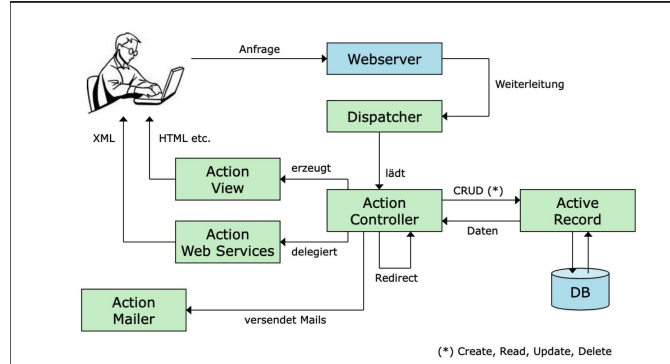 Anfrage
Webserver
Weiterleitung
Dispatcher
XML
HTML etc.
lädt
Action
View
erzeugt
Action
Controller
CRUD (*)
Daten
Active
Record
Action
Web Services
delegiert
Redirect
DB
Action
Mailer
versendet Mails
(*) Create, Read, Update, Delete